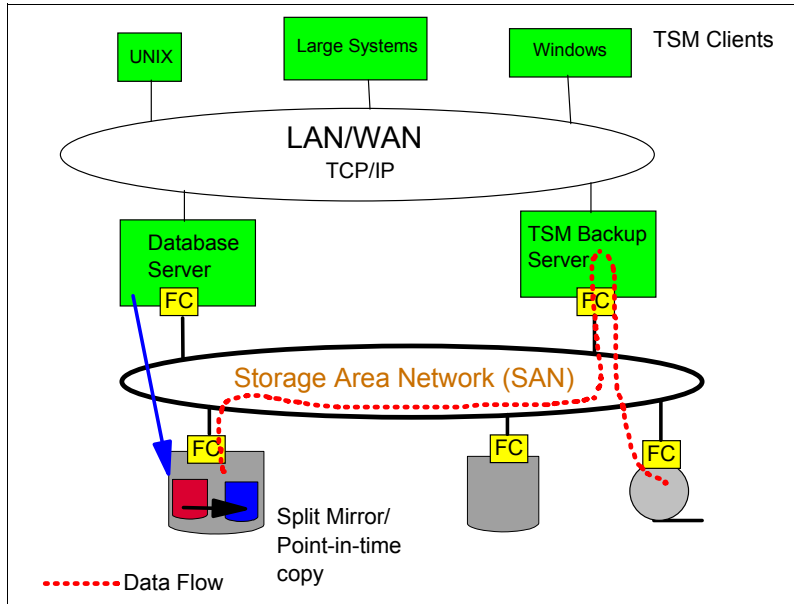 UNIX
Large Systems
Windows
TSM Clients
LAN/WAN
TCP/IP
Database
Server
TSM Backup
Server
FC
FC
Storage Area Network (SAN)
FC
FC
FC
Split Mirror/
Point-in-time
copy
Data Flow